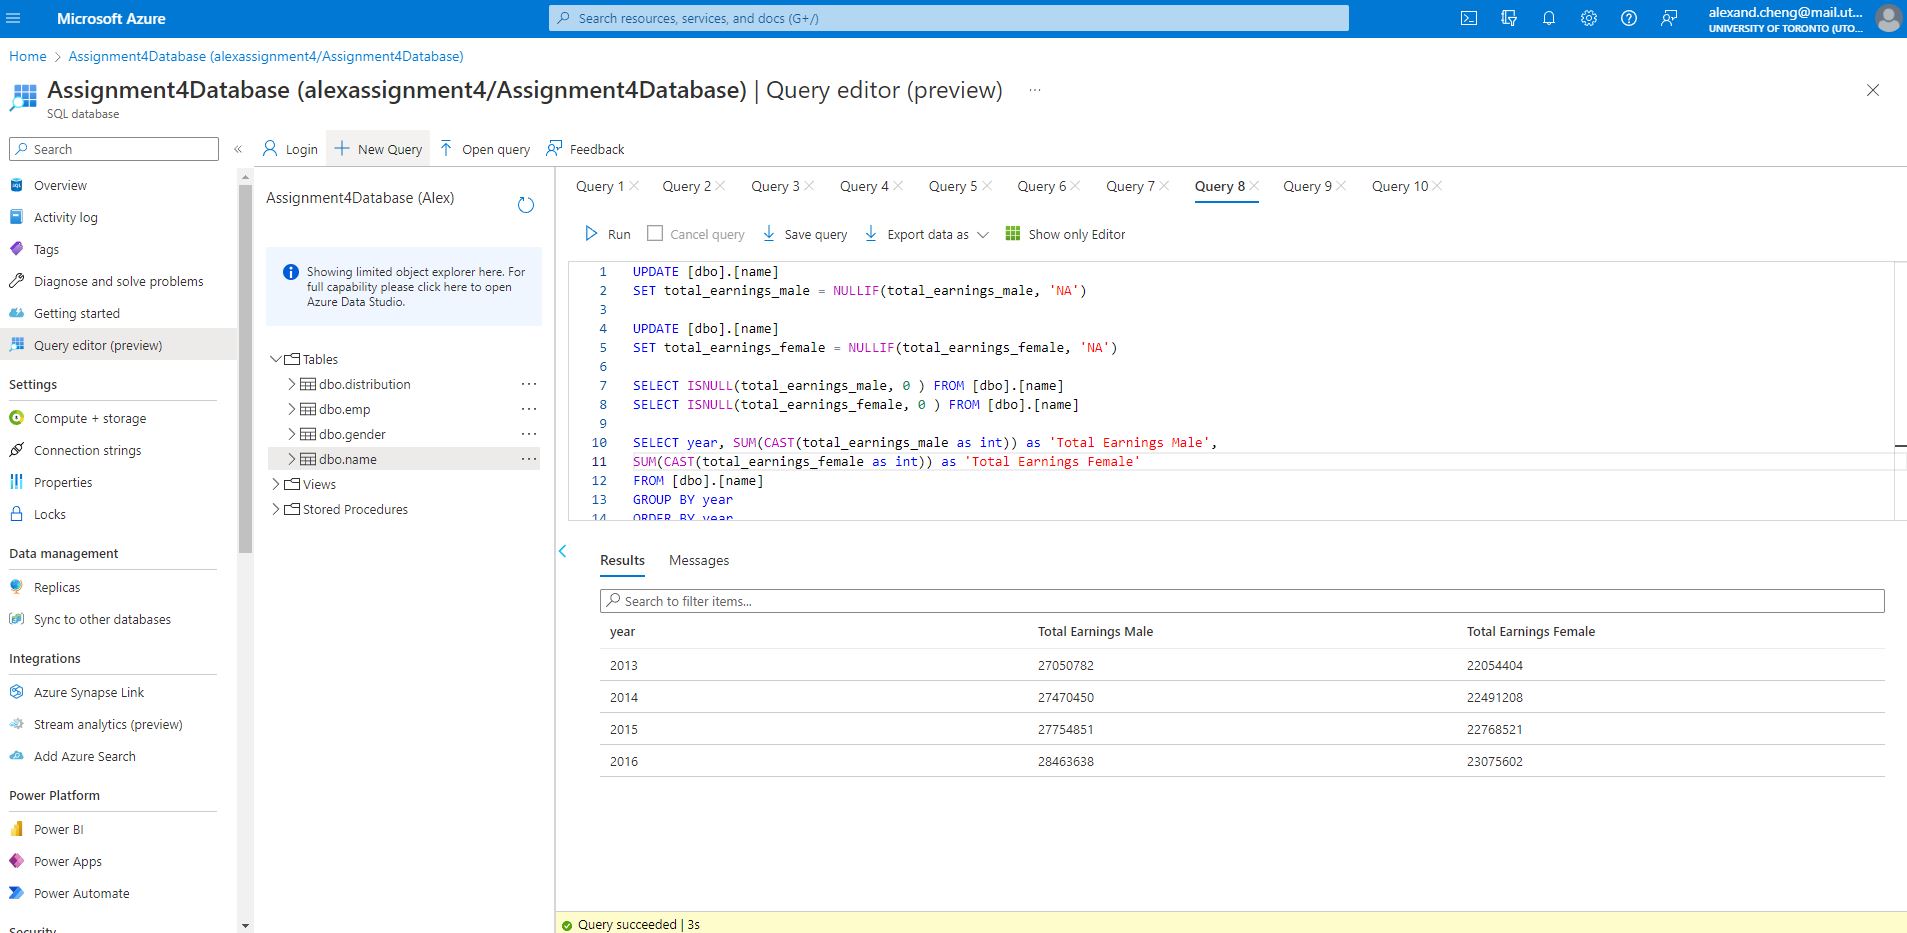 Microsoft Azure
Search resources, services, and docs (G+/)
alexand.cheng@mail.ut...
UNIVERSITY OF TORONTO (UTO...
Home > Assignment4Database (alexassignment4/Assignment4Database)
Assignment4Database (alexassignment4/Assignment4Database) | Query editor (preview) ...
SQL database
Search
«
Overview
Activity log
Tags
Diagnose and solve problems
Getting started
Query editor (preview)
Settings
Compute + storage
Connection strings
Properties
Locks
Data management
Replicas
Sync to other databases
Integrations
Azure Synapse Link
Stream analytics (preview)
Add Azure Search
Power Platform
Power BI
Power Apps
Power Automate
Security
Login New Query Open query Feedback
Assignment4Database (Alex)
Showing limited object explorer here. For
full capability please click here to open
Azure Data Studio.
Tables
dbo.distribution ...
dbo.emp ...
dbo.gender ...
dbo.name ...
Views
Stored Procedures
Query 1 Query 2 Query 3 Query 4 Query 5 Query 6 Query 7 Query 8 Query 9 Query 10
Run Cancel query Save query Export data as Show only Editor
1 UPDATE [dbo].[name]
2 SET total_earnings_male = NULLIF(total_earnings_male, 'NA')
3
4 UPDATE [dbo].[name]
5 SET total_earnings_female = NULLIF(total_earnings_female, 'NA')
6
7 SELECT ISNULL(total_earnings_male, 0 ) FROM [dbo].[name]
8 SELECT ISNULL(total_earnings_female, 0 ) FROM [dbo].[name]
9
10 SELECT year, SUM(CAST(total_earnings_male as int)) as 'Total Earnings Male',
11 SUM(CAST(total_earnings_female as int)) as 'Total Earnings Female'
12 FROM [dbo].[name]
13 GROUP BY year
14 ORDER BY year
Results Messages
Search to filter items...
year Total Earnings Male Total Earnings Female
2013 27050782 22054404
2014 27470450 22491208
2015 27754851 22768521
2016 28463638 23075602
Query succeeded | 3s